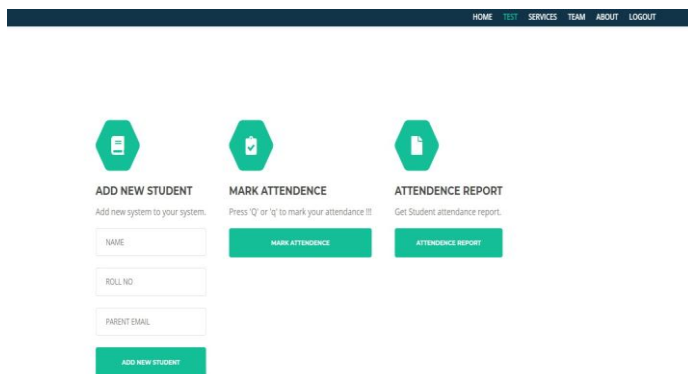 HOME TEST SERVICES TEAM ABOUT LOGOUT
ADD NEW STUDENT
Add new system to your system.
NAME
ROLL NO
PARENT EMAIL
ADD NEW STUDENT
MARK ATTENDENCE
Press 'Q' or 'q' to mark your attendance !!!
MARK ATTENDENCE
ATTENDENCE REPORT
Get Student attendance report.
ATTENDENCE REPORT